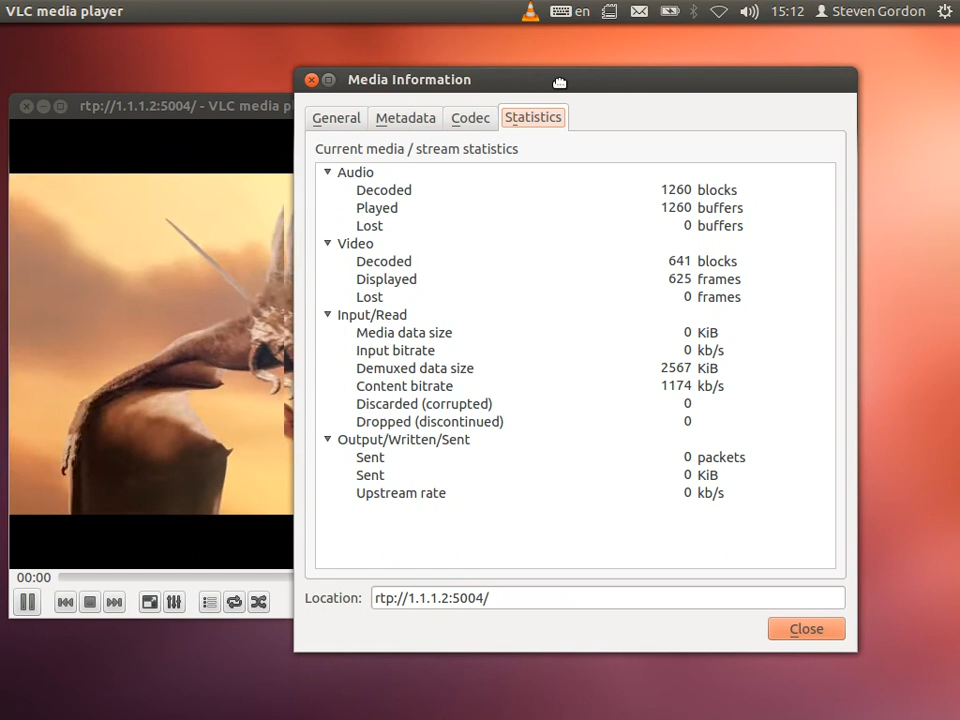 VLC media player
en
15:12
Steven Gordon
Media Information
rtp://1.1.1.2:5004/ - VLC media p
General
Metadata
Codec
Statistics
Current media / stream statistics
Audio
Decoded 1260 blocks
Played 1260 buffers
Lost 0 buffers
Video
Decoded 641 blocks
Displayed 625 frames
Lost 0 frames
Input/Read
Media data size 0 KiB
Input bitrate 0 kb/s
Demuxed data size 2567 KiB
Content bitrate 1174 kb/s
Discarded (corrupted) 0
Dropped (discontinued) 0
Output/Written/Sent
Sent 0 packets
Sent 0 KiB
Upstream rate 0 kb/s
00:00
Location: rtp://1.1.1.2:5004/
Close